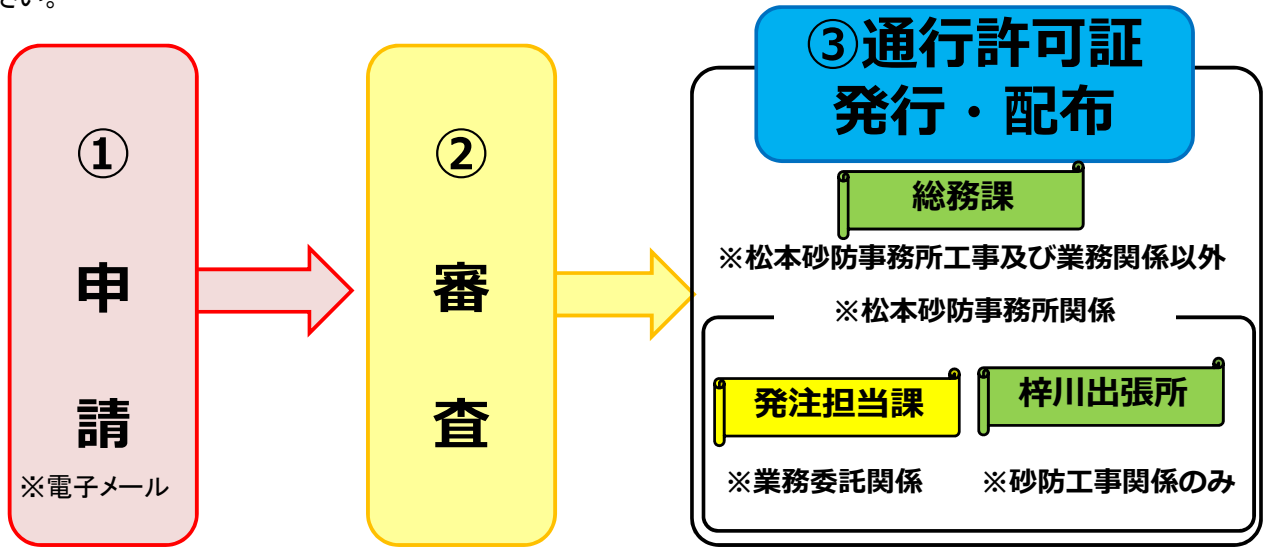 さい。
①
申
請
※電子メール
②
審
査
③通行許可証
発行・配布
総務課
※松本砂防事務所工事及び業務関係以外
※松本砂防事務所関係
発注担当課
※業務委託関係
梓川出張所
※砂防工事関係のみ